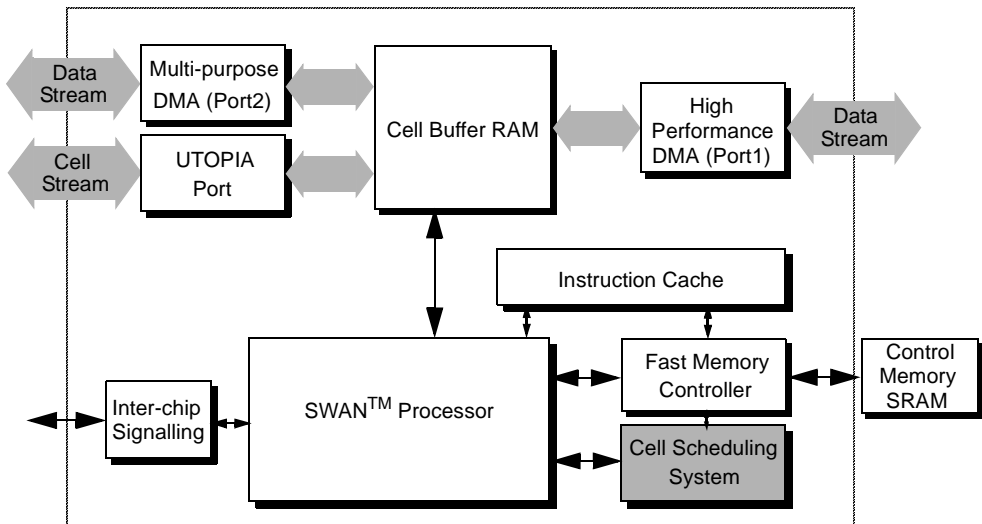 Data
Stream
Multi-purpose
DMA (Port2)
Cell Buffer RAM
High
Performance
DMA (Port1)
Data
Stream
Cell
Stream
UTOPIA
Port
Instruction Cache
SWAN™ Processor
Fast Memory
Controller
Control
Memory
SRAM
Inter-chip
Signalling
Cell Scheduling
System